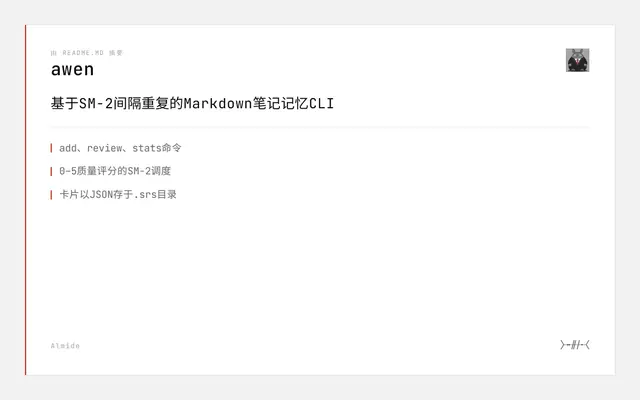 由 README.MD 摘要
awen
基于SM-2间隔重复的Markdown笔记记忆CLI
add、review、stats命令
0–5质量评分的SM-2调度
卡片以JSON存于.srs目录
Almide